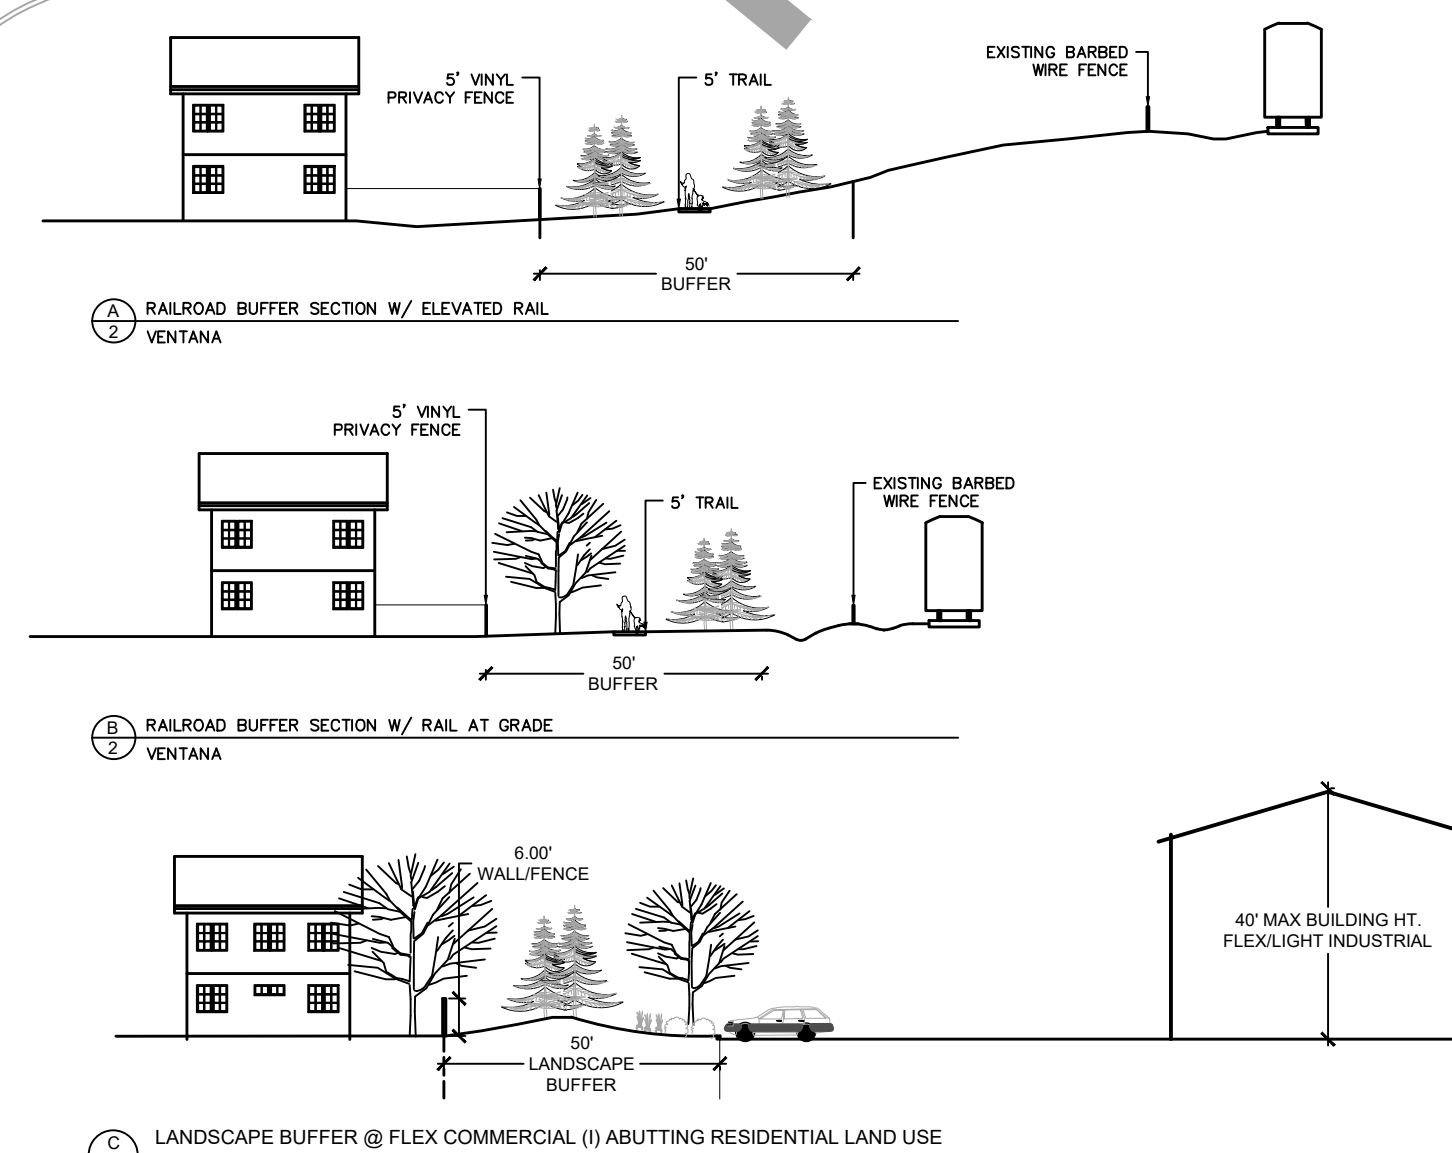 EXISTING BARBED
WIRE FENCE
5' VINYL
PRIVACY FENCE
5' TRAIL
50'
BUFFER
A
2
RAILROAD BUFFER SECTION W/ ELEVATED RAIL
VENTANA
5' VINYL
PRIVACY FENCE
5' TRAIL
EXISTING BARBED
WIRE FENCE
50'
BUFFER
B
2
RAILROAD BUFFER SECTION W/ RAIL AT GRADE
VENTANA
6.00'
WALL/FENCE
40' MAX BUILDING HT.
FLEX/LIGHT INDUSTRIAL
50'
LANDSCAPE
BUFFER
C
LANDSCAPE BUFFER @ FLEX COMMERCIAL (I) ABUTTING RESIDENTIAL LAND USE